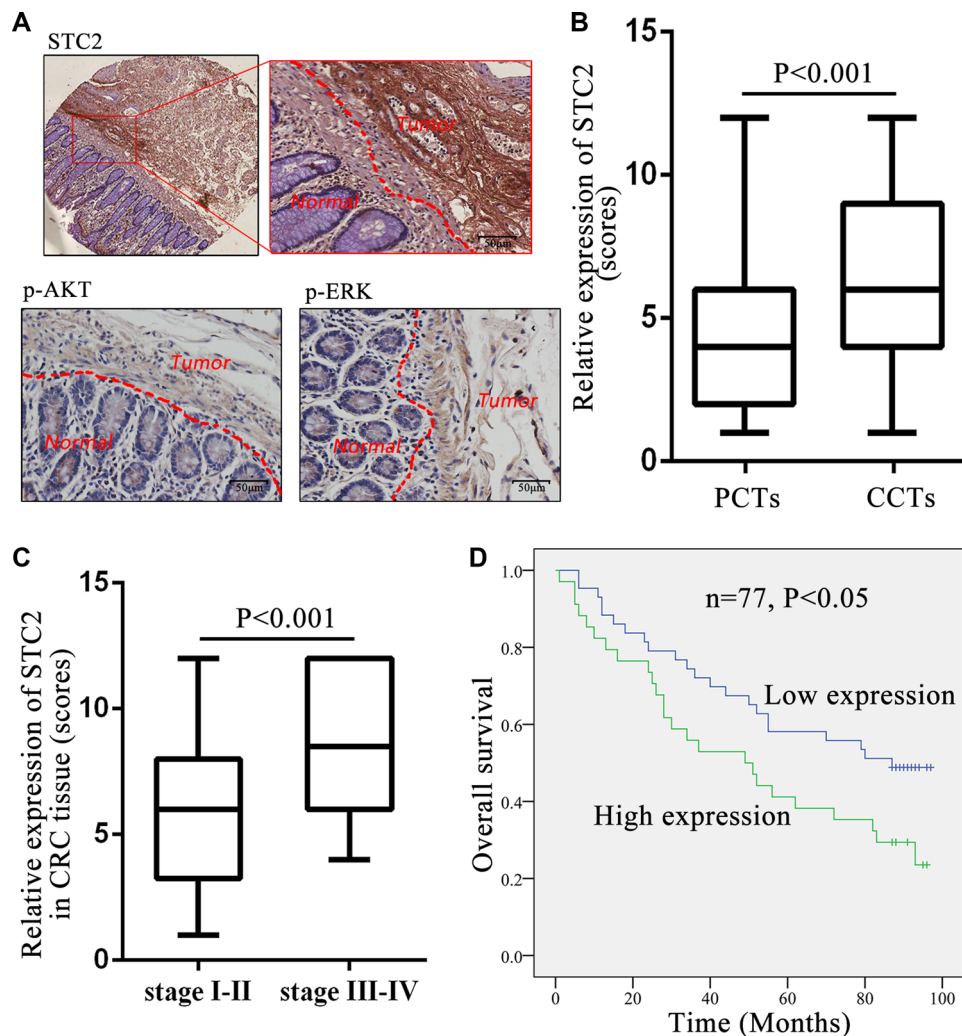 A
STC2
Tumor
Normal
50μm
p-AKT
Tumor
Normal
50μm
p-ERK
Tumor
Normal
50μm
B
Relative expression of STC2
(scores)
15
10
5
0
P<0.001
PCTs
CCTs
C
Relative expression of STC2
in CRC tissue (scores)
15
10
5
0
P<0.001
stage I-II
stage III-IV
D
Overall survival
1.0
0.8
0.6
0.4
0.2
0.0
n=77, P<0.05
Low expression
High expression
0
20
40
60
80
100
Time (Months)